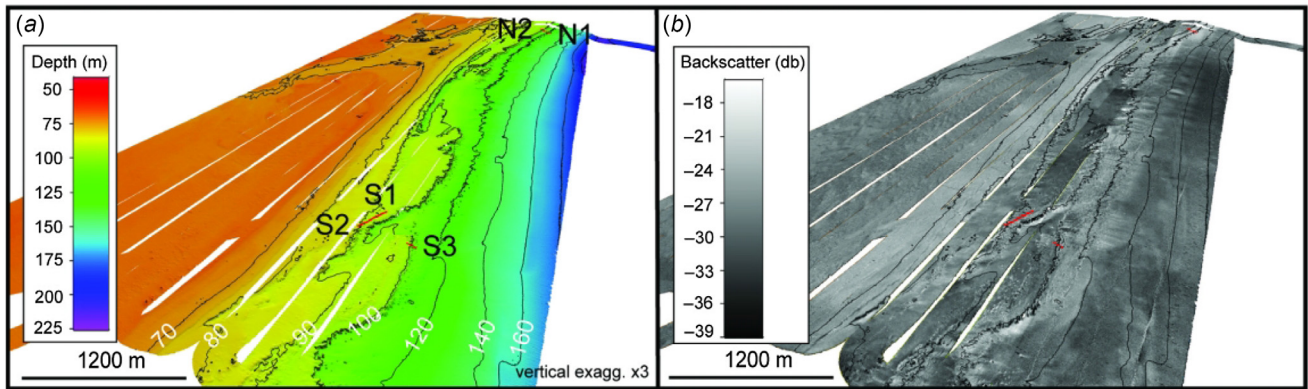 (a)
Depth (m)
50
75
100
125
150
175
200
225
N2
N1
S1
S2
S3
70
80
90
100
120
140
160
1200 m
vertical exagg. x3
(b)
Backscatter (db)
–18
–21
–24
–27
–30
–33
–36
–39
1200 m